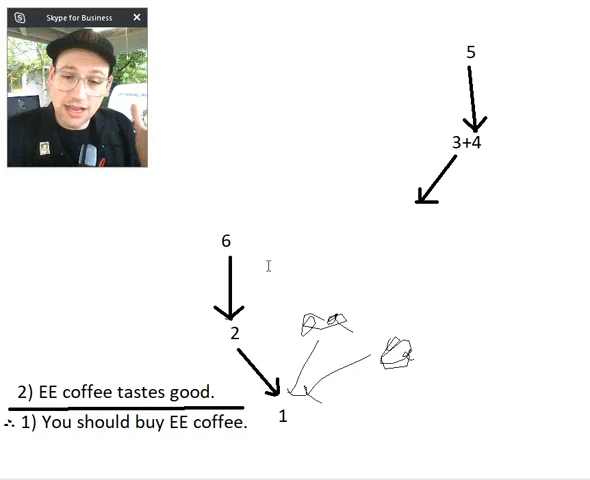 Skype for Business
5
3+4
6
2
2) EE coffee tastes good.
∴ 1) You should buy EE coffee.
1